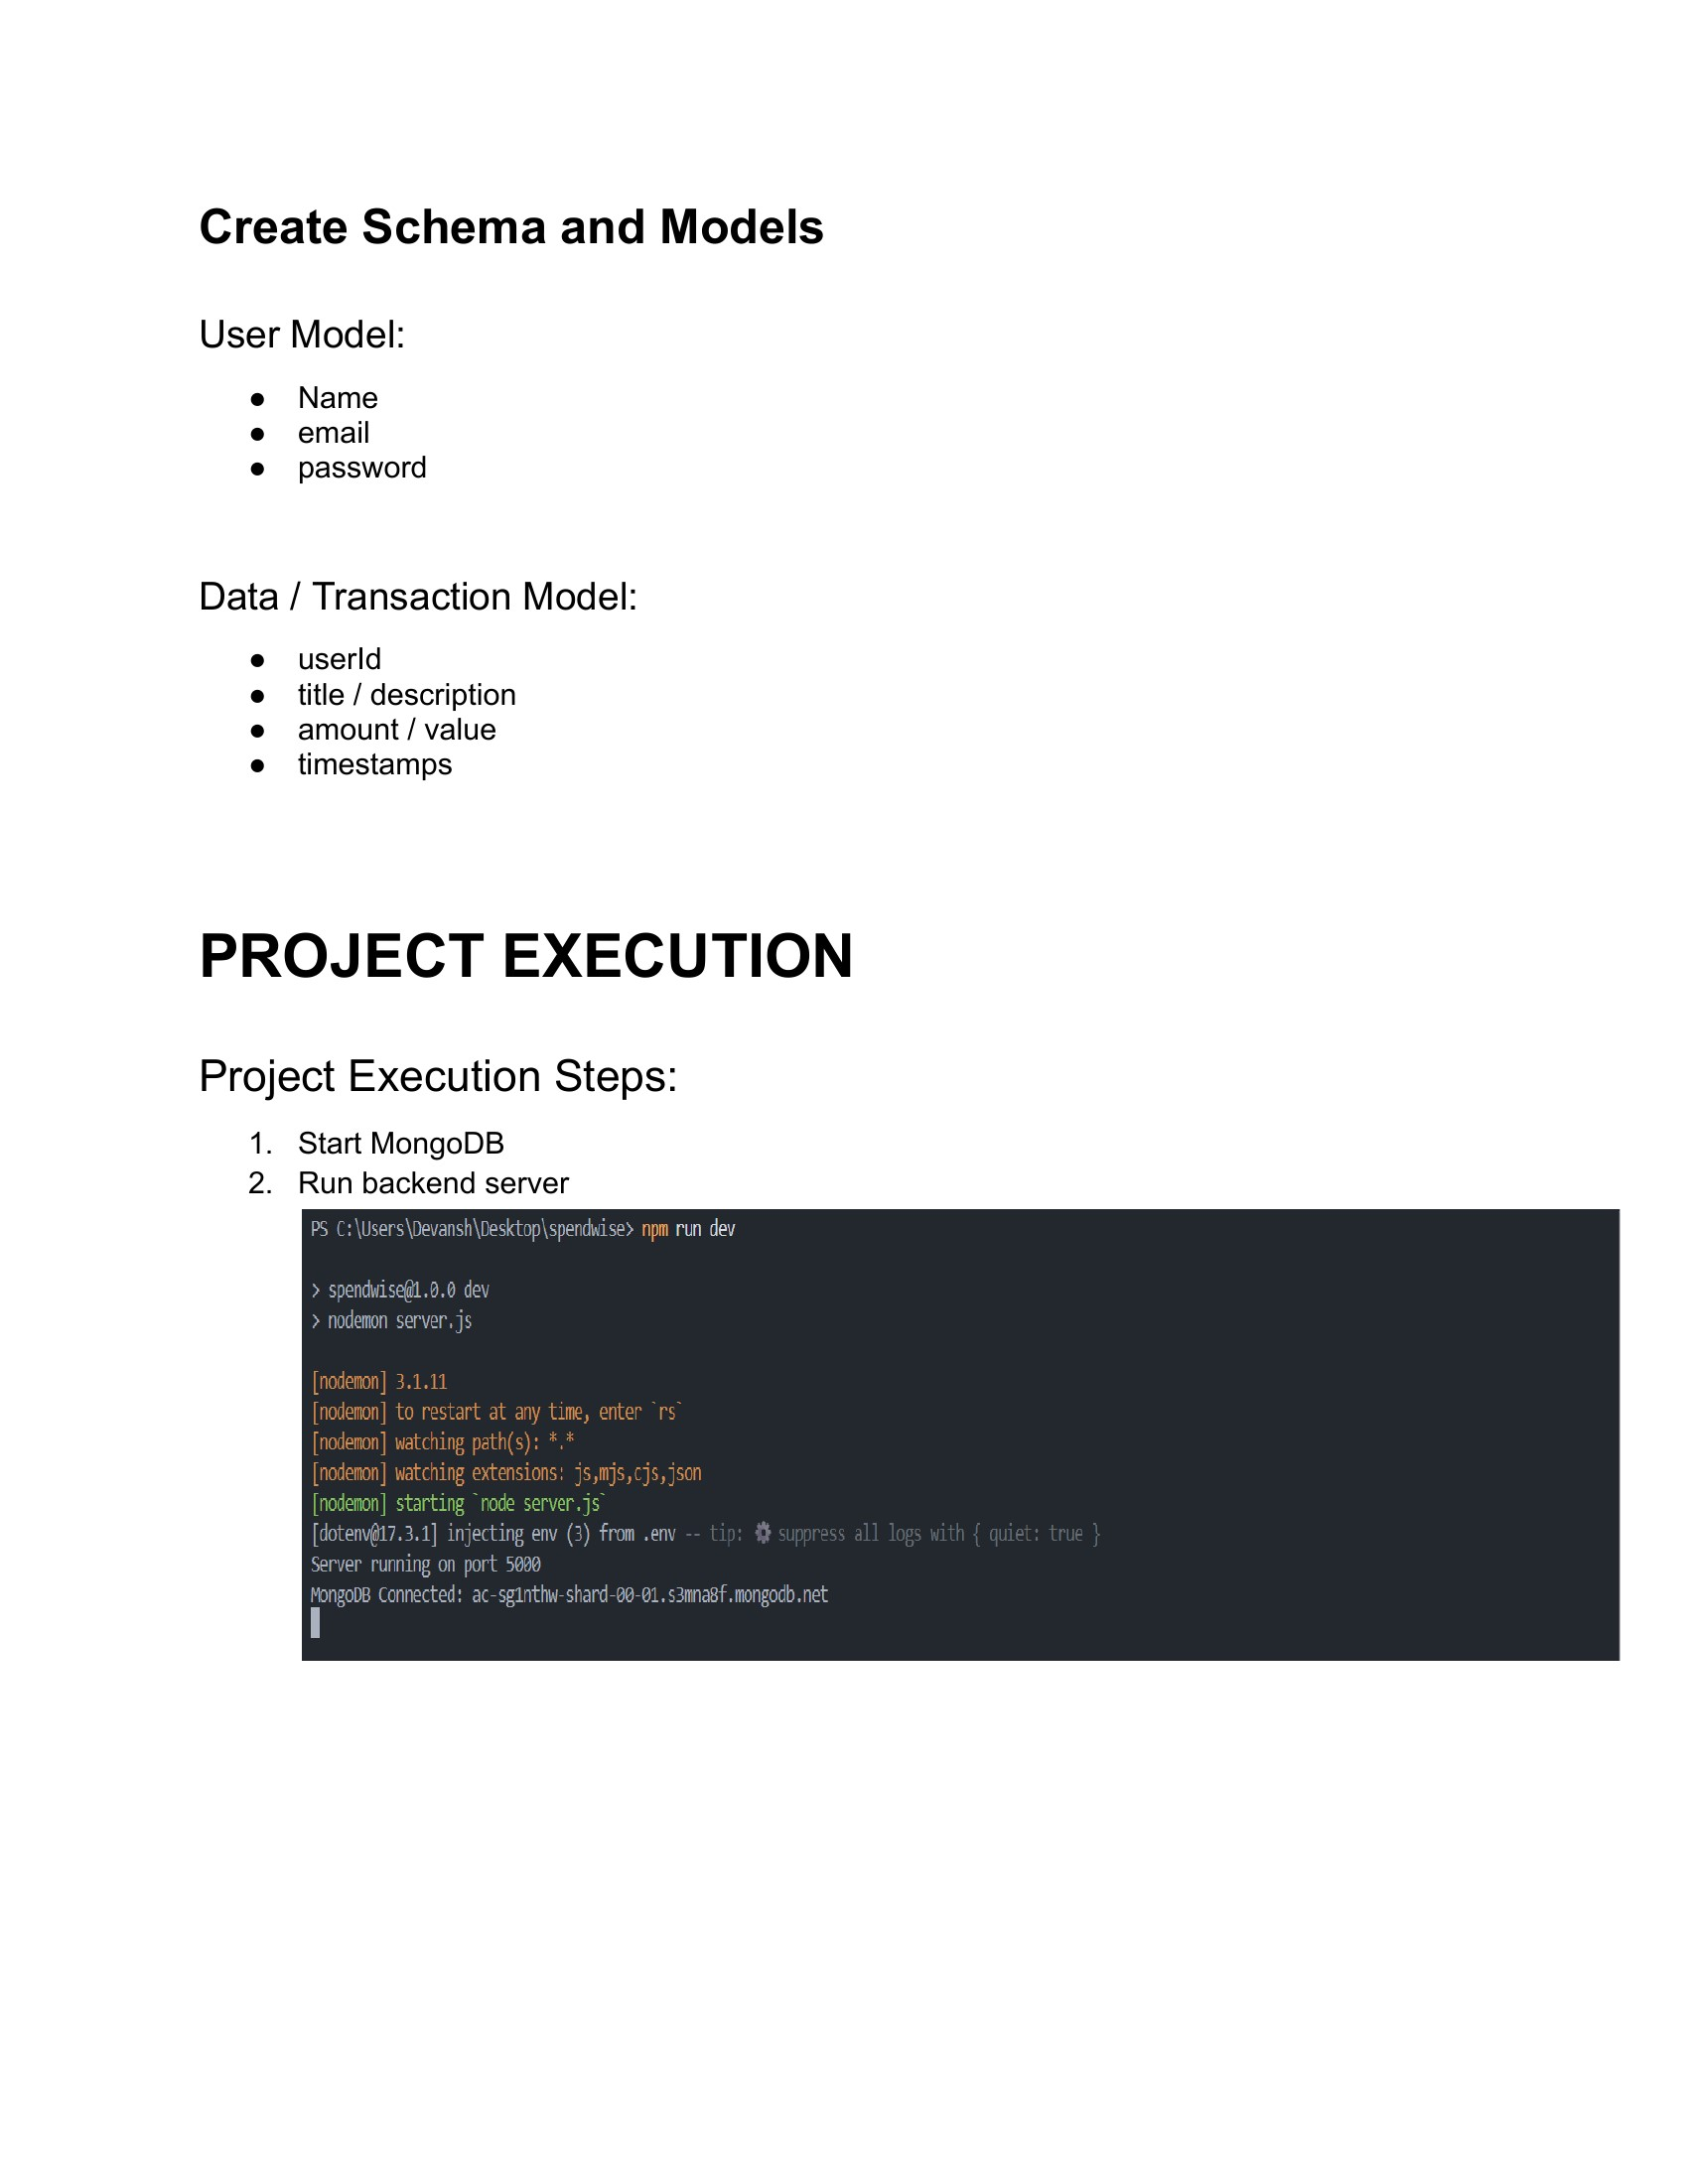 Create Schema and Models
User Model:
● Name
● email
● password
Data / Transaction Model:
● userId
● title / description
● amount / value
● timestamps
PROJECT EXECUTION
Project Execution Steps:
1. Start MongoDB
2. Run backend server
PS C:\Users\Devansh\Desktop\spendwise> npm run dev
> spendwise@1.0.0 dev
> nodemon server.js
[nodemon] 3.1.11
[nodemon] to restart at any time, enter `rs`
[nodemon] watching path(s): *.*
[nodemon] watching extensions: js,mjs,cjs,json
[nodemon] starting `node server.js`
[dotenv@17.3.1] injecting env (3) from .env -- tip: ⚙️ suppress all logs with { quiet: true }
Server running on port 5000
MongoDB Connected: ac-sg1nthw-shard-00-01.s3mna8f.mongodb.net